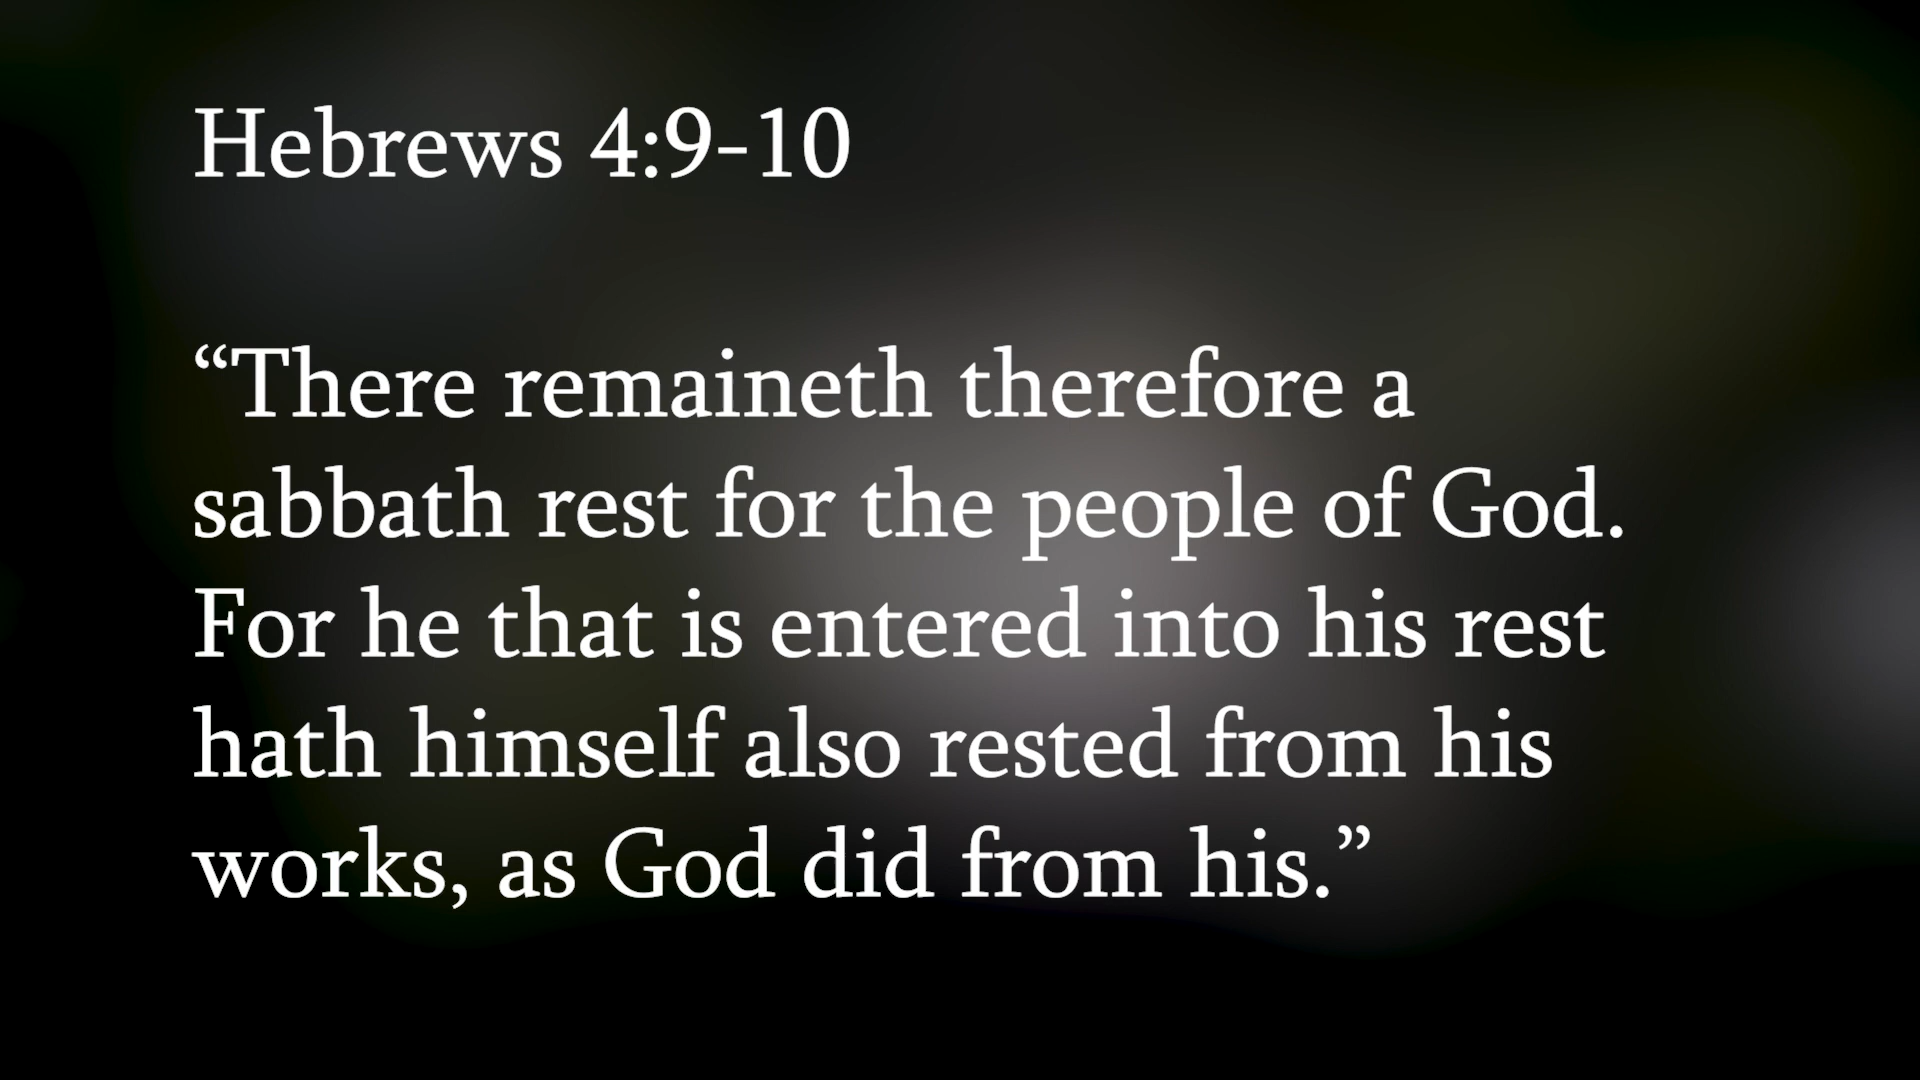 Hebrews 4:9-10
“There remaineth therefore a
sabbath rest for the people of God.
For he that is entered into his rest
hath himself also rested from his
works, as God did from his.”